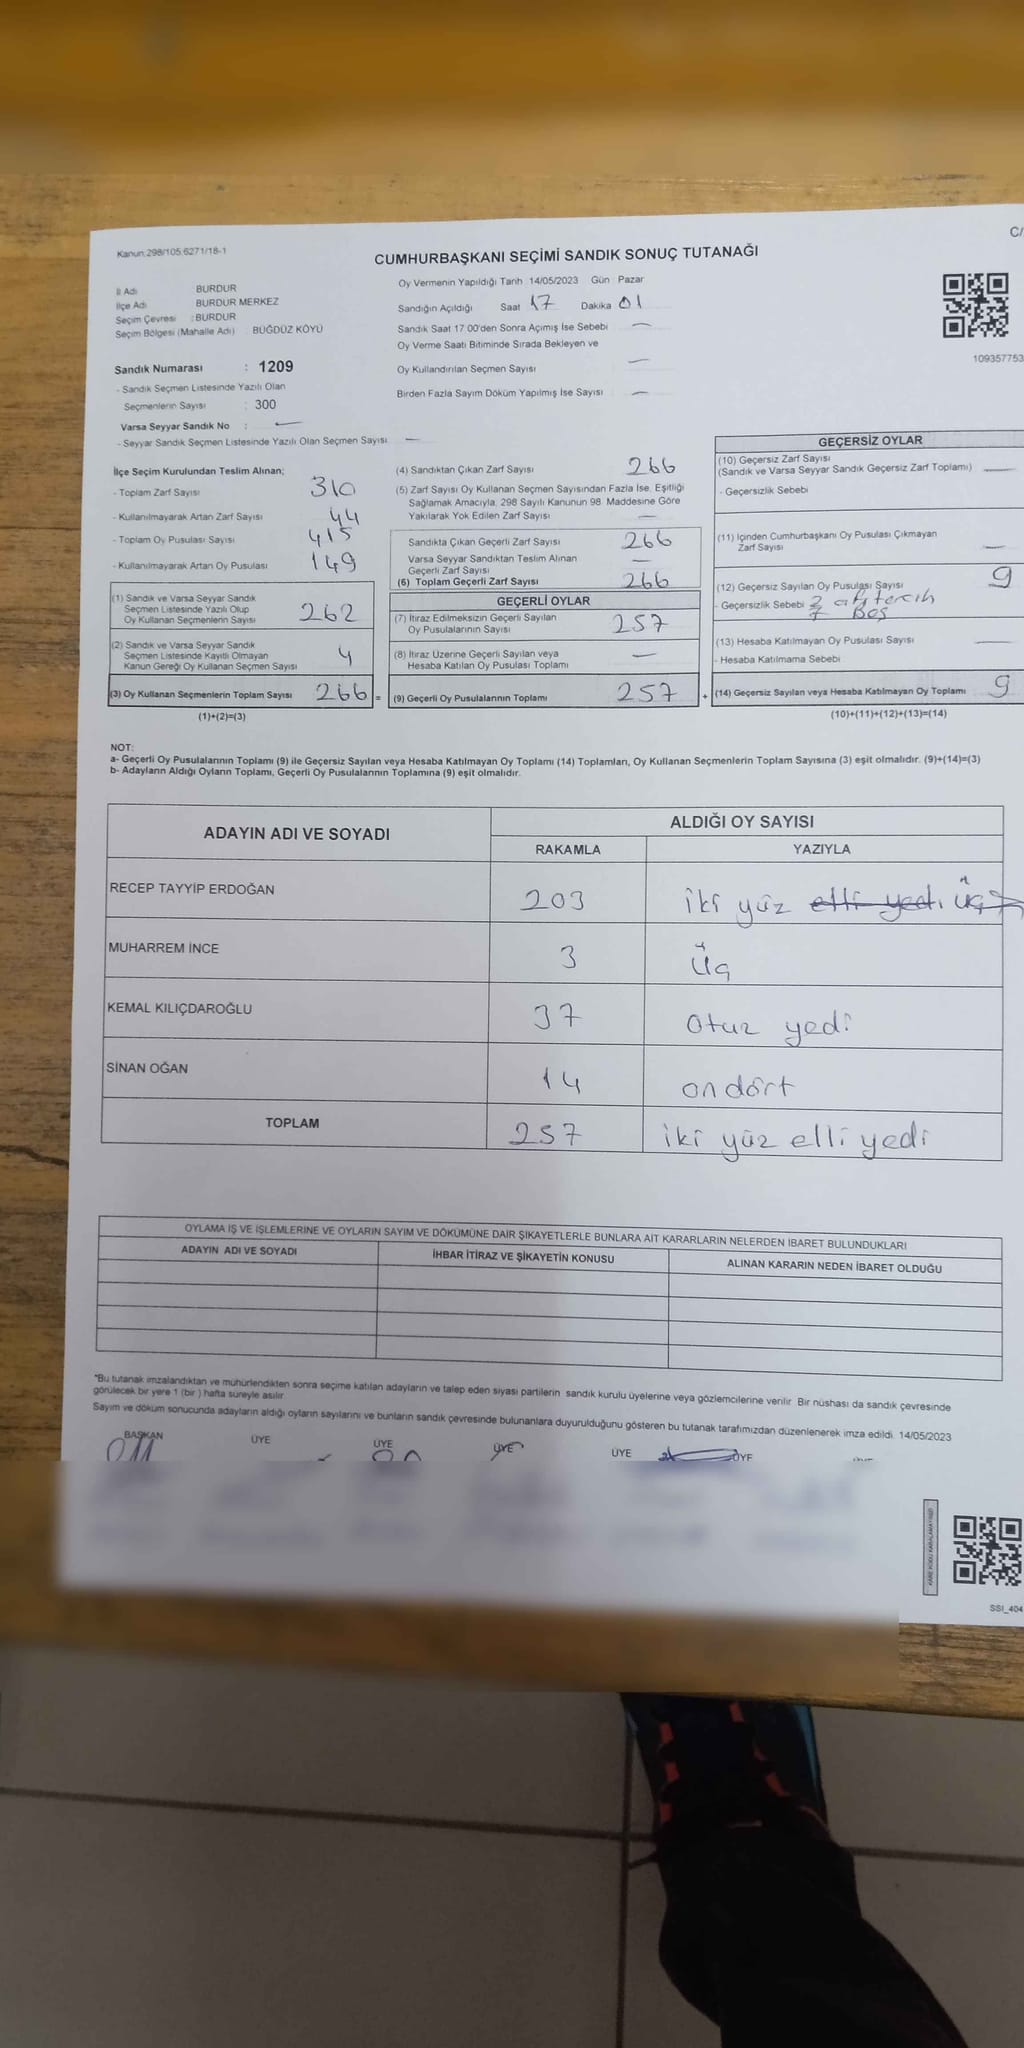 Kanun:298/105,6271/18-1
C/
CUMHURBAŞKANI SEÇİMİ SANDIK SONUÇ TUTANAĞI
İl Adı BURDUR
İlçe Adı BURDUR MERKEZ
Seçim Çevresi :BURDUR
Seçim Bölgesi (Mahalle Adı) BÜĞDÜZ KÖYÜ
Oy Vermenin Yapıldığı Tarih 14/05/2023 Gün Pazar
Sandığın Açıldığı Saat 17 Dakika 01
Sandık Saat 17 00'den Sonra Açımış İse Sebebi —
Oy Verme Saati Bitiminde Sırada Bekleyen ve
Oy Kullandırılan Seçmen Sayısı —
Birden Fazla Sayım Döküm Yapılmış İse Sayısı —
109357753
Sandık Numarası : 1209
- Sandık Seçmen Listesinde Yazılı Olan
Seçmenlerin Sayısı : 300
Varsa Seyyar Sandık No : —
- Seyyar Sandık Seçmen Listesinde Yazılı Olan Seçmen Sayısı —
İlçe Seçim Kurulundan Teslim Alınan;
- Toplam Zarf Sayısı 310
- Kullanılmayarak Artan Zarf Sayısı 44
- Toplam Oy Pusulası Sayısı 415
- Kullanılmayarak Artan Oy Pusulası 149
(1) Sandık ve Varsa Seyyar Sandık
Seçmen Listesinde Yazılı Olup
Oy Kullanan Seçmenlerin Sayısı 262
(2) Sandık ve Varsa Seyyar Sandık
Seçmen Listesinde Kayıtlı Olmayan
Kanun Gereği Oy Kullanan Seçmen Sayısı 4
(3) Oy Kullanan Seçmenlerin Toplam Sayısı 266 =
(1)+(2)=(3)
(4) Sandıktan Çıkan Zarf Sayısı 266
(5) Zarf Sayısı Oy Kullanan Seçmen Sayısından Fazla İse, Eşitliği
Sağlamak Amacıyla, 298 Sayılı Kanunun 98. Maddesine Göre
Yakılarak Yok Edilen Zarf Sayısı —
Sandıkta Çıkan Geçerli Zarf Sayısı 266
Varsa Seyyar Sandıktan Teslim Alınan
Geçerli Zarf Sayısı —
(6) Toplam Geçerli Zarf Sayısı 266
GEÇERLİ OYLAR
(7) İtiraz Edilmeksizin Geçerli Sayılan
Oy Pusulalarının Sayısı 257
(8) İtiraz Üzerine Geçerli Sayılan veya
Hesaba Katılan Oy Pusulası Toplamı —
(9) Geçerli Oy Pusulalarının Toplamı 257 +
GEÇERSİZ OYLAR
(10) Geçersiz Zarf Sayısı
(Sandık ve Varsa Seyyar Sandık Geçersiz Zarf Toplamı) —
- Geçersizlik Sebebi
(11) İçinden Cumhurbaşkanı Oy Pusulası Çıkmayan
Zarf Sayısı —
(12) Geçersiz Sayılan Oy Pusulası Sayısı 9
- Geçersizlik Sebebi
Boş
(13) Hesaba Katılmayan Oy Pusulası Sayısı —
- Hesaba Katılmama Sebebi
(14) Geçersiz Sayılan veya Hesaba Katılmayan Oy Toplamı 9
(10)+(11)+(12)+(13)=(14)
NOT:
a- Geçerli Oy Pusulalarının Toplamı (9) ile Geçersiz Sayılan veya Hesaba Katılmayan Oy Toplamı (14) Toplamları, Oy Kullanan Seçmenlerin Toplam Sayısına (3) eşit olmalıdır. (9)+(14)=(3)
b- Adayların Aldığı Oyların Toplamı, Geçerli Oy Pusulalarının Toplamına (9) eşit olmalıdır.
ADAYIN ADI VE SOYADI ALDIĞI OY SAYISI
RAKAMLA YAZIYLA
RECEP TAYYİP ERDOĞAN 203 iki yüz elli yedi üç
MUHARREM İNCE 3 üç
KEMAL KILIÇDAROĞLU 37 otuz yedi
SİNAN OĞAN 14 on dört
TOPLAM 257 iki yüz elli yedi
OYLAMA İŞ VE İŞLEMLERİNE VE OYLARIN SAYIM VE DÖKÜMÜNE DAİR ŞİKAYETLERLE BUNLARA AİT KARARLARIN NELERDEN İBARET BULUNDUKLARI
ADAYIN ADI VE SOYADI İHBAR İTİRAZ VE ŞİKAYETİN KONUSU ALINAN KARARIN NEDEN İBARET OLDUĞU
"Bu tutanak imzalandıktan ve mühürlendikten sonra seçime katılan adayların ve talep eden siyasi partilerin sandık kurulu üyelerine veya gözlemcilerine verilir. Bir nüshası da sandık çevresinde
görülecek bir yere 1 (bir ) hafta süreyle asılır.
Sayım ve döküm sonucunda adayların aldığı oyların sayılarını ve bunların sandık çevresinde bulunanlara duyurulduğunu gösteren bu tutanak tarafımızdan düzenlenerek imza edildi. 14/05/2023
BAŞKAN ÜYE ÜYE ÜYE ÜYE ÜYE
KARE KODU KARALAMAYINIZ!
SSI_404